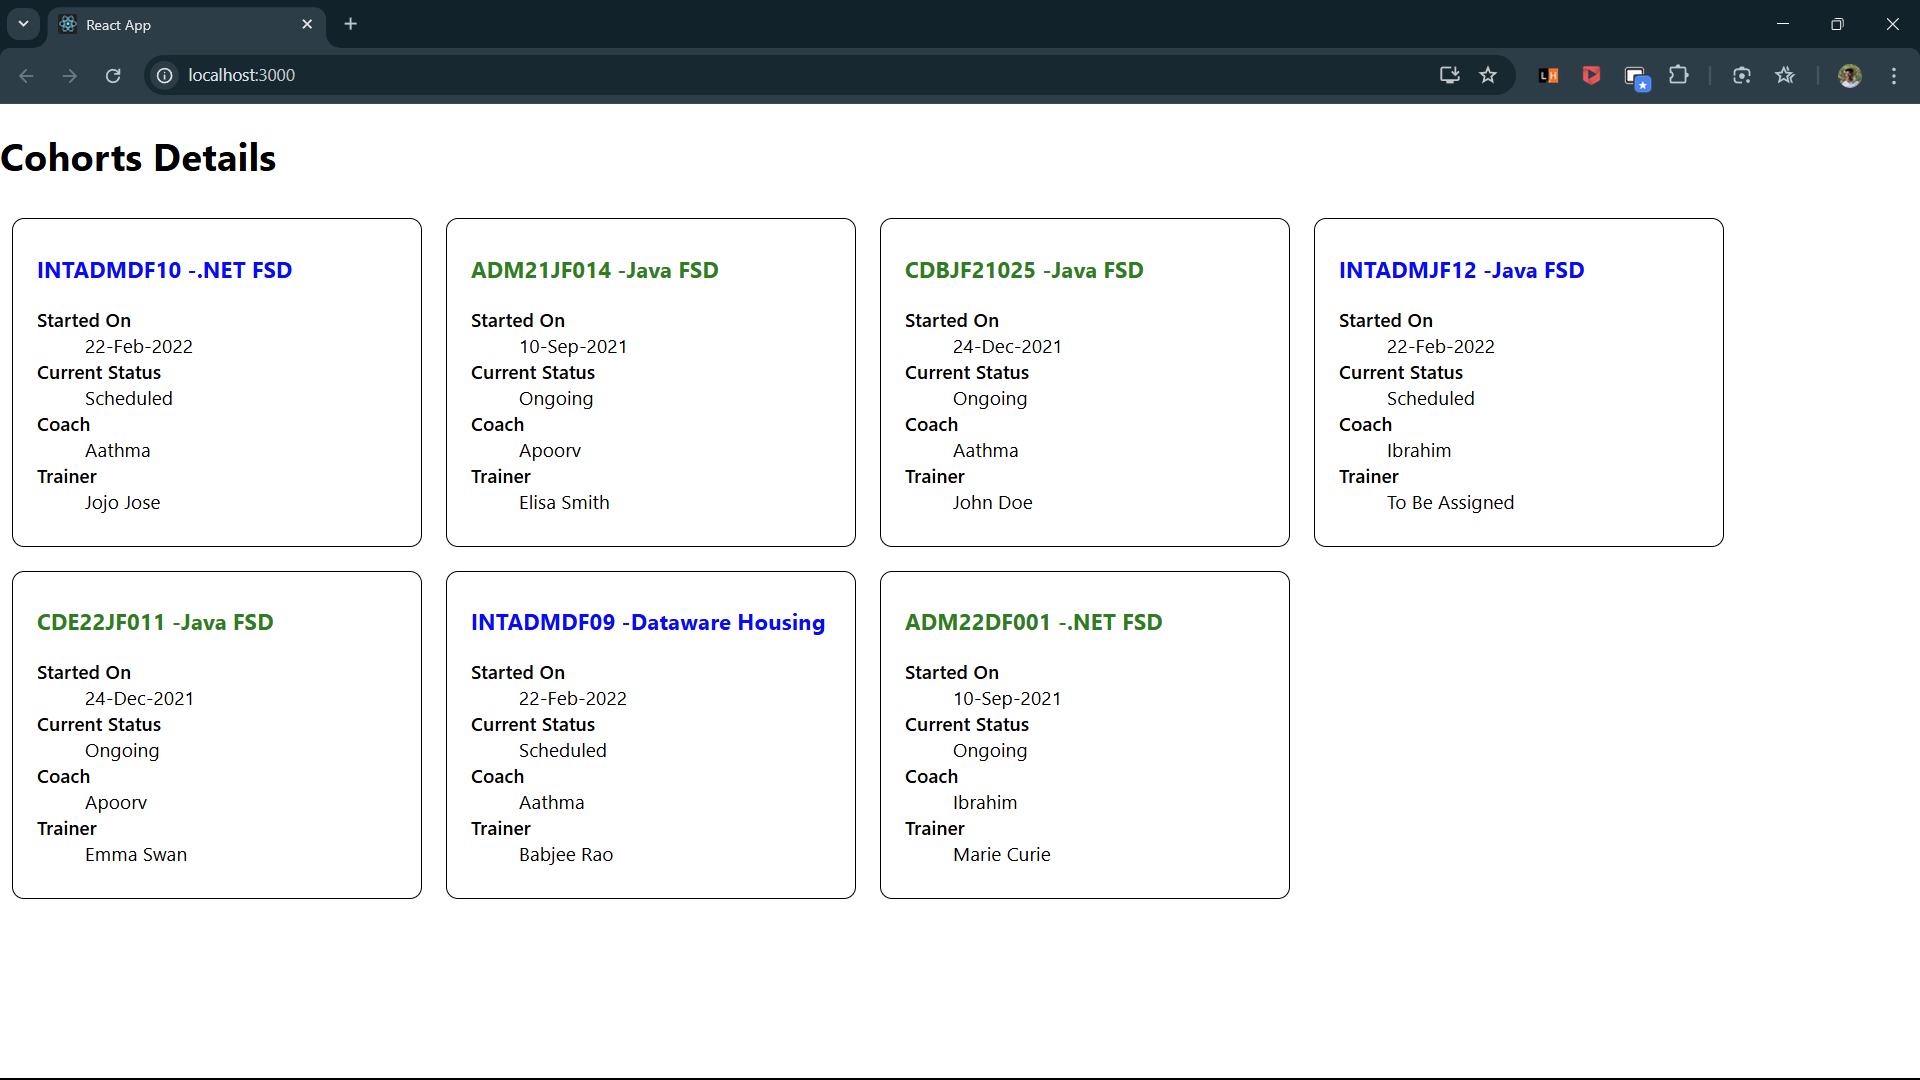 React App
localhost:3000
LH
Cohorts Details
INTADMDF10 -.NET FSD
Started On
22-Feb-2022
Current Status
Scheduled
Coach
Aathma
Trainer
Jojo Jose
ADM21JF014 -Java FSD
Started On
10-Sep-2021
Current Status
Ongoing
Coach
Apoorv
Trainer
Elisa Smith
CDBJF21025 -Java FSD
Started On
24-Dec-2021
Current Status
Ongoing
Coach
Aathma
Trainer
John Doe
INTADMJF12 -Java FSD
Started On
22-Feb-2022
Current Status
Scheduled
Coach
Ibrahim
Trainer
To Be Assigned
CDE22JF011 -Java FSD
Started On
24-Dec-2021
Current Status
Ongoing
Coach
Apoorv
Trainer
Emma Swan
INTADMDF09 -Dataware Housing
Started On
22-Feb-2022
Current Status
Scheduled
Coach
Aathma
Trainer
Babjee Rao
ADM22DF001 -.NET FSD
Started On
10-Sep-2021
Current Status
Ongoing
Coach
Ibrahim
Trainer
Marie Curie